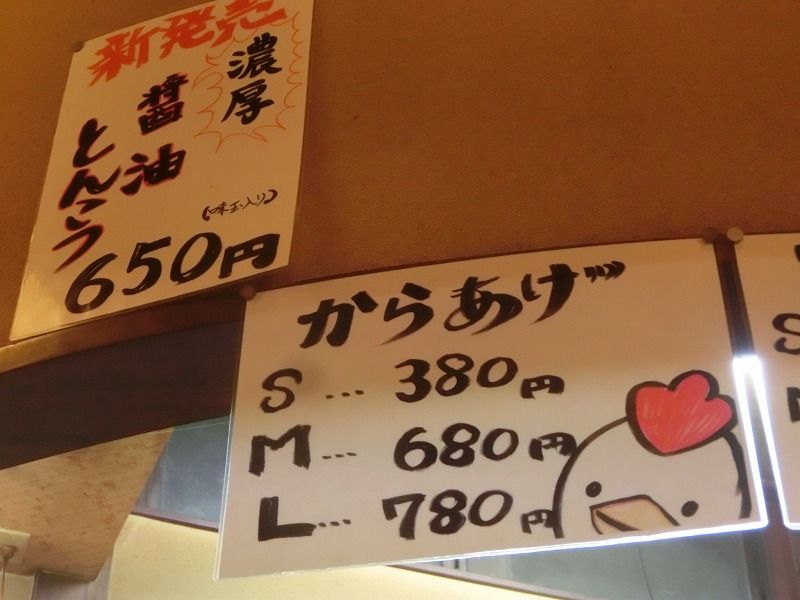 新発売
濃厚
醤油
とんこつ
(味玉入り)
650円
からあげ
S... 380円
M... 680円
L... 780円
S